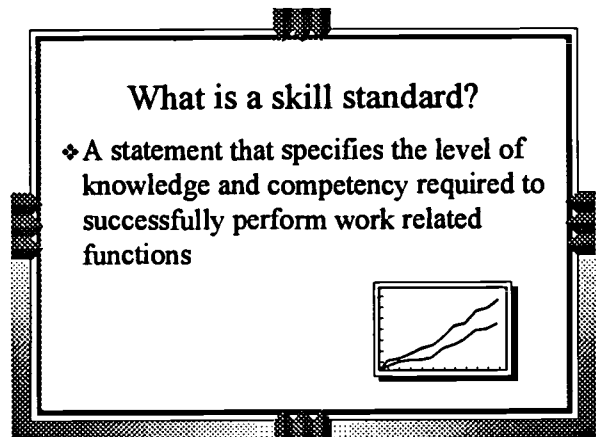 What is a skill standard?
❖ A statement that specifies the level of
knowledge and competency required to
successfully perform work related
functions